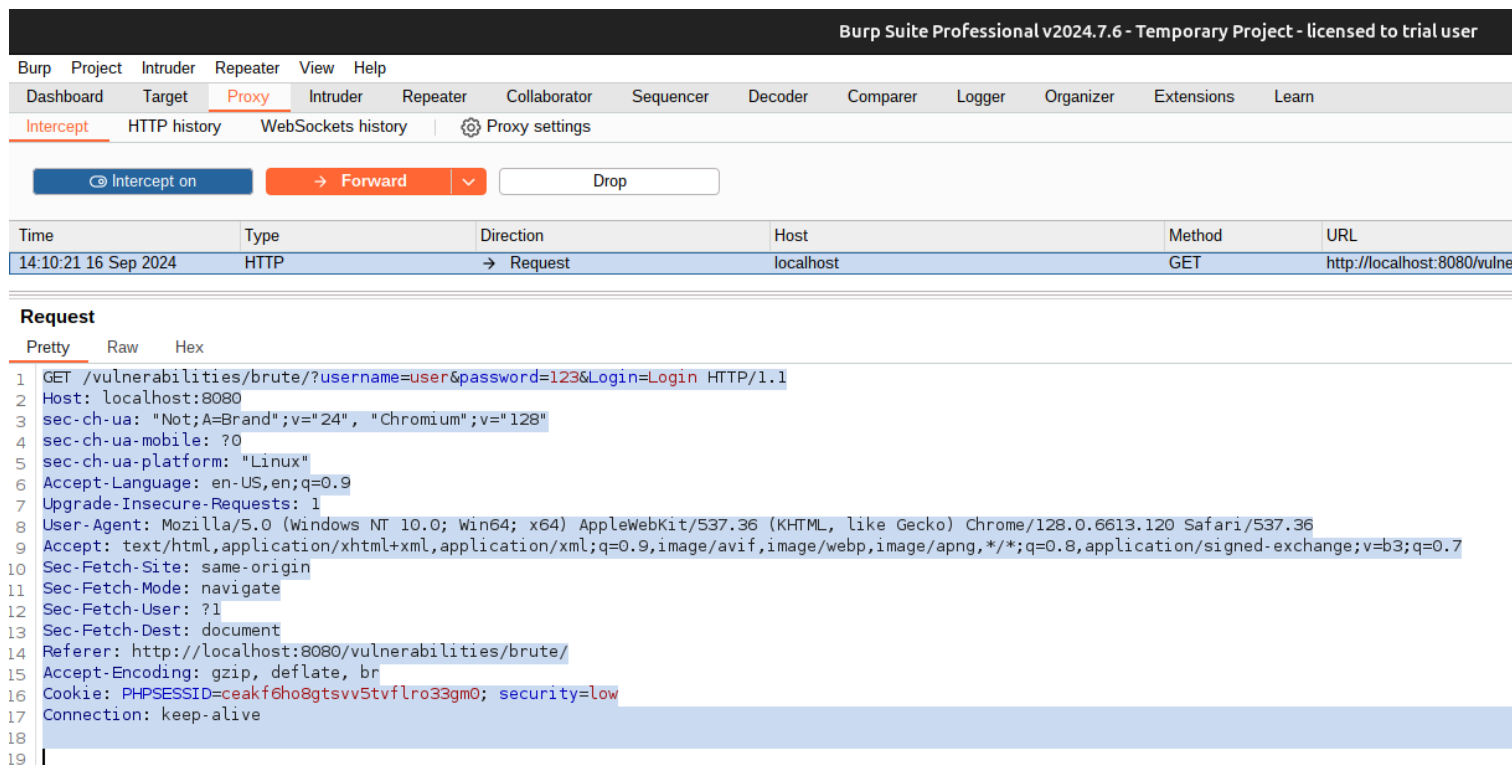 Burp Suite Professional v2024.7.6 - Temporary Project - licensed to trial user
Burp Project Intruder Repeater View Help
Dashboard Target Proxy Intruder Repeater Collaborator Sequencer Decoder Comparer Logger Organizer Extensions Learn
Intercept HTTP history WebSockets history Proxy settings
Intercept on → Forward Drop
Time Type Direction Host Method URL
14:10:21 16 Sep 2024 HTTP → Request localhost GET http://localhost:8080/vulne
Request
Pretty Raw Hex
1 GET /vulnerabilities/brute/?username=user&password=123&Login=Login HTTP/1.1
2 Host: localhost:8080
3 sec-ch-ua: "Not;A=Brand";v="24", "Chromium";v="128"
4 sec-ch-ua-mobile: ?0
5 sec-ch-ua-platform: "Linux"
6 Accept-Language: en-US,en;q=0.9
7 Upgrade-Insecure-Requests: 1
8 User-Agent: Mozilla/5.0 (Windows NT 10.0; Win64; x64) AppleWebKit/537.36 (KHTML, like Gecko) Chrome/128.0.6613.120 Safari/537.36
9 Accept: text/html,application/xhtml+xml,application/xml;q=0.9,image/avif,image/webp,image/apng,*/*;q=0.8,application/signed-exchange;v=b3;q=0.7
10 Sec-Fetch-Site: same-origin
11 Sec-Fetch-Mode: navigate
12 Sec-Fetch-User: ?1
13 Sec-Fetch-Dest: document
14 Referer: http://localhost:8080/vulnerabilities/brute/
15 Accept-Encoding: gzip, deflate, br
16 Cookie: PHPSESSID=ceakf6ho8gtsvv5tvflro33gm0; security=low
17 Connection: keep-alive
18
19